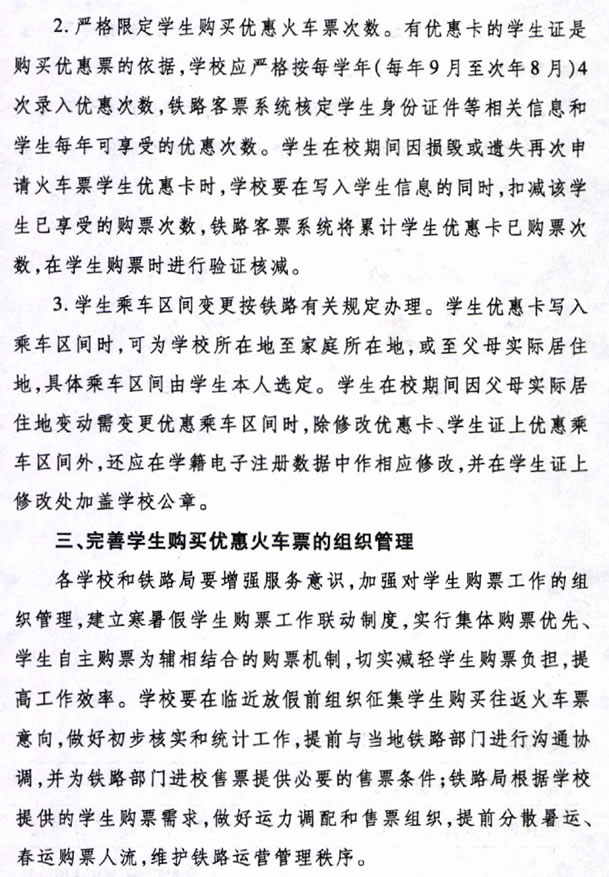 2. 严格限定学生购买优惠火车票次数。有优惠卡的学生证是
购买优惠票的依据,学校应严格按每学年(每年9月至次年8月)4
次录入优惠次数,铁路客票系统核定学生身份证件等相关信息和
学生每年可享受的优惠次数。学生在校期间因损毁或遗失再次申
请火车票学生优惠卡时,学校要在写入学生信息的同时,扣减该学
生已享受的购票次数,铁路客票系统将累计学生优惠卡已购票次
数,在学生购票时进行验证核减。
3. 学生乘车区间变更按铁路有关规定办理。学生优惠卡写入
乘车区间时,可为学校所在地至家庭所在地,或至父母实际居住
地,具体乘车区间由学生本人选定。学生在校期间因父母实际居
住地变动需变更优惠乘车区间时,除修改优惠卡、学生证上优惠乘
车区间外,还应在学籍电子注册数据中作相应修改,并在学生证上
修改处加盖学校公章。
三、完善学生购买优惠火车票的组织管理
各学校和铁路局要增强服务意识,加强对学生购票工作的组
织管理,建立寒暑假学生购票工作联动制度,实行集体购票优先、
学生自主购票为辅相结合的购票机制,切实减轻学生购票负担,提
高工作效率。学校要在临近放假前组织征集学生购买往返火车票
意向,做好初步核实和统计工作,提前与当地铁路部门进行沟通协
调,并为铁路部门进校售票提供必要的售票条件;铁路局根据学校
提供的学生购票需求,做好运力调配和售票组织,提前分散暑运、
春运购票人流,维护铁路运营管理秩序。